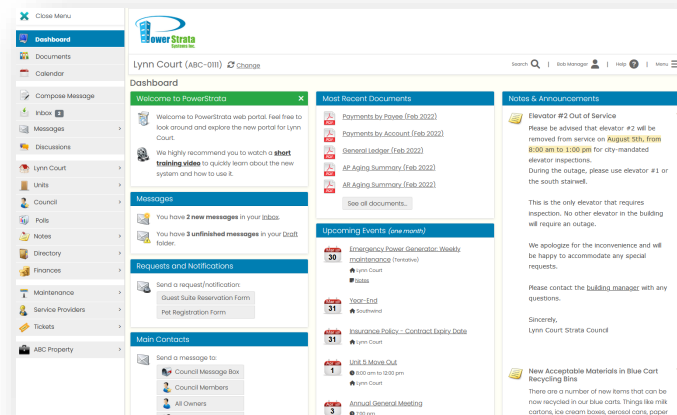 Close Menu
Dashboard
Documents
Calendar
Compose Message
Inbox 2
Messages
Discussions
Lynn Court
Units
Council
Polls
Notes
Directory
Finances
Maintenance
Service Providers
Tickets
ABC Property
Power Strata
Systems Inc.
Lynn Court (ABC-0111) Change
Search | Bob Manager | Help | Menu
Dashboard
Welcome to PowerStrata ×
Welcome to PowerStrata web portal. Feel free to
look around and explore the new portal for Lynn
Court.
We highly recommend you to watch a short
training video to quickly learn about the new
system and how to use it.
Messages
You have 2 new messages in your Inbox.
You have 3 unfinished messages in your Draft
folder.
Requests and Notifications
Send a request/notification:
Guest Suite Reservation Form
Pet Registration Form
Main Contacts
Send a message to:
Council Message Box
Council Members
All Owners
Most Recent Documents
Payments by Payee (Feb 2022)
Payments by Account (Feb 2022)
General Ledger (Feb 2022)
AP Aging Summary (Feb 2022)
AR Aging Summary (Feb 2022)
See all documents...
Upcoming Events (one month)
30
Emergency Power Generator: Weekly
maintenance (Tentative)
Lynn Court
Notes
31
Year-End
Southwind
31
Insurance Policy - Contract Expiry Date
Lynn Court
1
Unit 5 Move Out
8:00 am to 12:00 pm
Lynn Court
3
Annual General Meeting
7:00 pm
Notes & Announcements
Elevator #2 Out of Service
Please be advised that elevator #2 will be
removed from service on August 5th, from
8:00 am to 1:00 pm for city-mandated
elevator inspections.
During the outage, please use elevator #1 or
the south stairwell.
This is the only elevator that requires
inspection. No other elevator in the building
will require an outage.
We apologize for the inconvenience and will
be happy to accommodate any special
requests.
Please contact the building manager with any
questions.
Sincerely,
Lynn Court Strata Council
New Acceptable Materials in Blue Cart
Recycling Bins
There are a number of new items that can be
now recycled in our blue carts. Things like milk
cartons, ice cream boxes, aerosol cans, paper